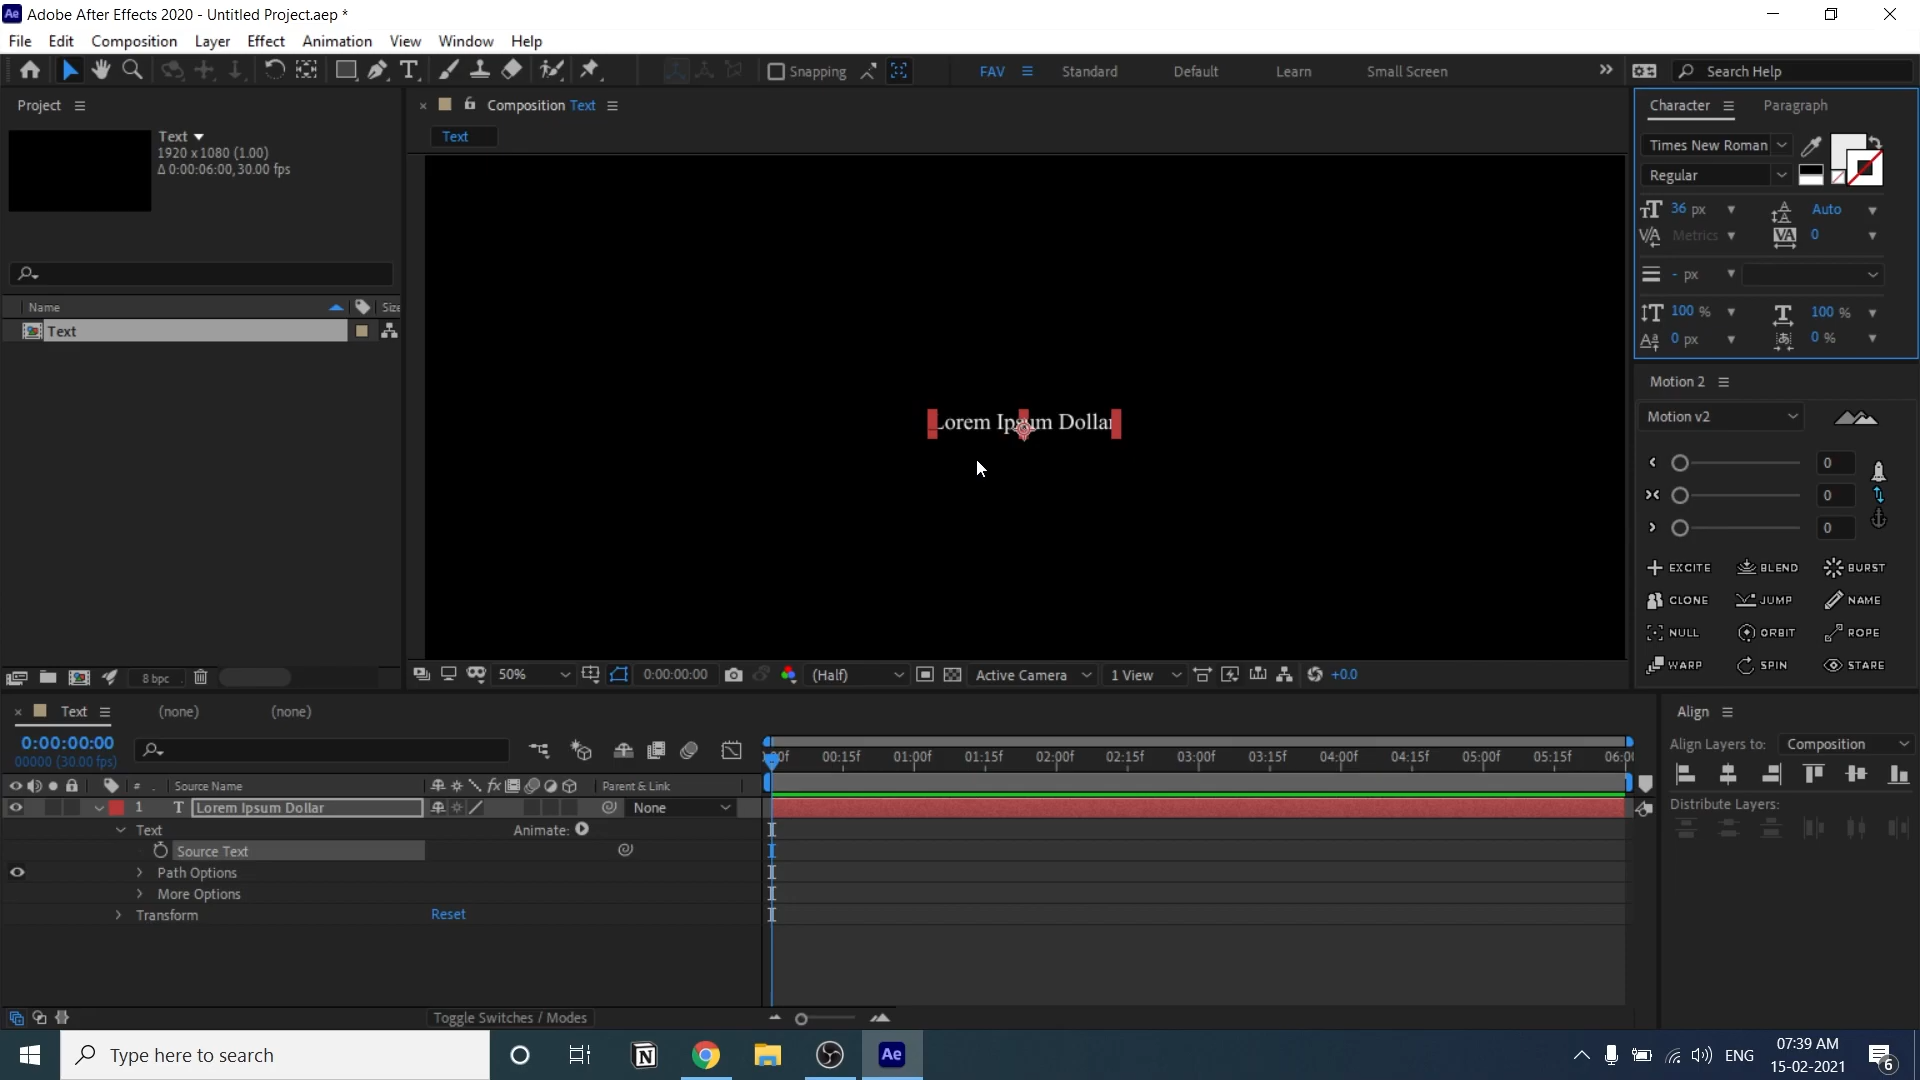 Adobe After Effects 2020 - Untitled Project.aep *
File Edit Composition Layer Effect Animation View Window Help
Snapping FAV Standard Default Learn Small Screen Search Help
Project
Text
1920 x 1080 (1.00)
Δ 0:00:06:00, 30.00 fps
Name Size
Text
8 bpc
Composition Text
Text
Lorem Ipsum Dollar
50% 0:00:00:00 (Half) Active Camera 1 View +0.0
Character Paragraph
Times New Roman
Regular
36 px Auto
Metrics 0
- px
100 % 100 %
0 px 0 %
Motion 2
Motion v2
0
0
0
EXCITE BLEND BURST
CLONE JUMP NAME
NULL ORBIT ROPE
WARP SPIN STARE
Text (none) (none)
0:00:00:00
00000 (30.00 fps)
# Source Name Parent & Link
1 T Lorem Ipsum Dollar None
Text Animate:
Source Text
Path Options
More Options
Transform Reset
Toggle Switches / Modes
00:15f 01:00f 01:15f 02:00f 02:15f 03:00f 03:15f 04:00f 04:15f 05:00f 05:15f
Align
Align Layers to: Composition
Distribute Layers:
Type here to search
ENG
07:39 AM
15-02-2021
6